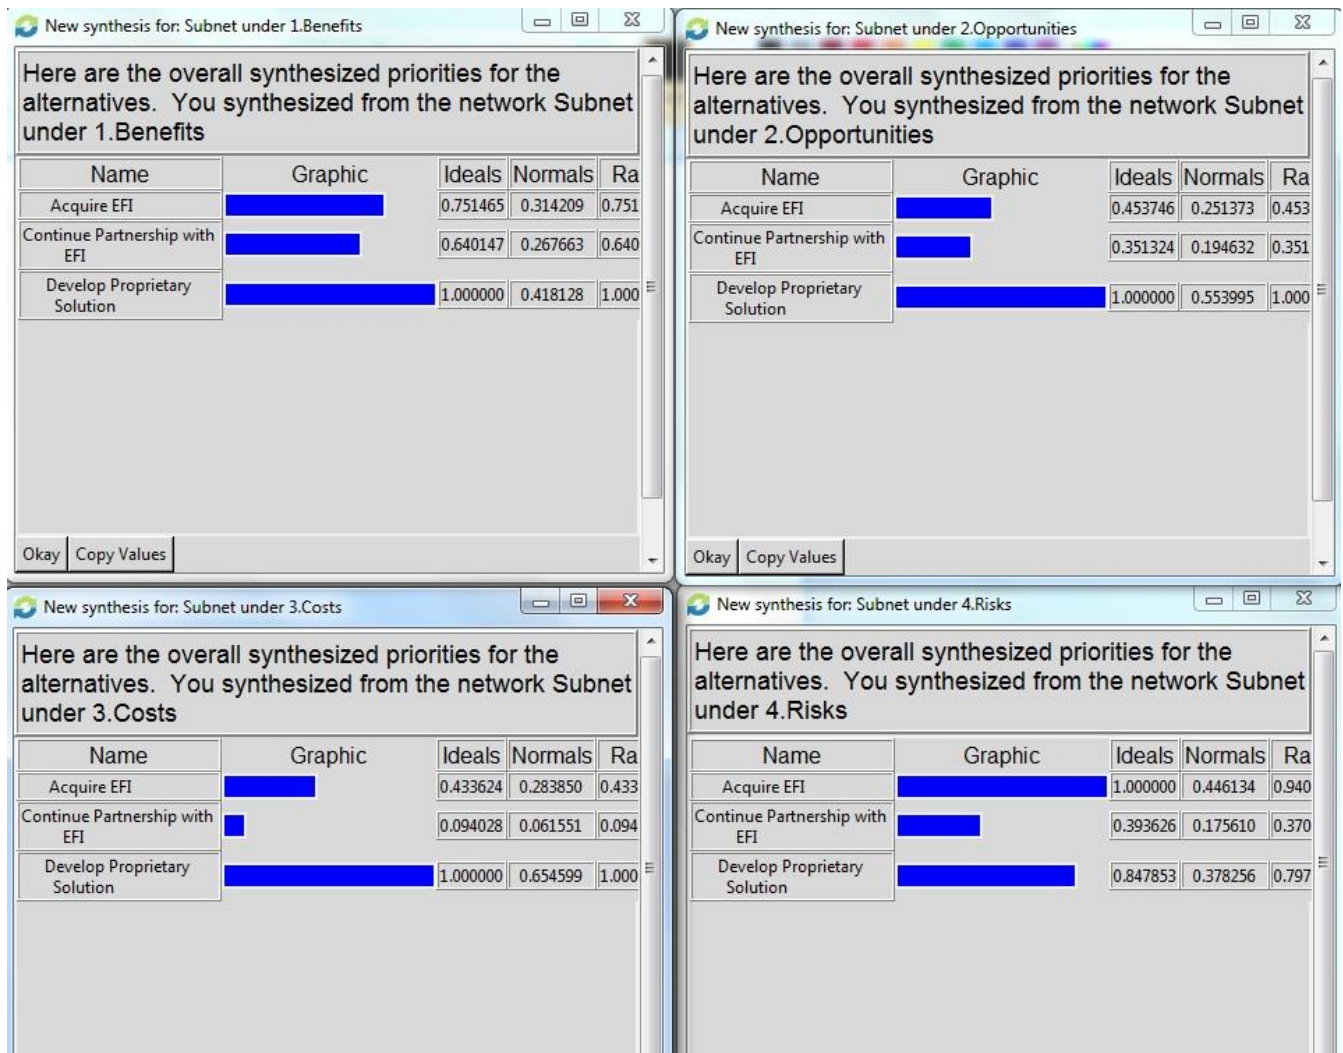 New synthesis for: Subnet under 1.Benefits
Here are the overall synthesized priorities for the
alternatives. You synthesized from the network Subnet
under 1.Benefits
Name Graphic Ideals Normals Ra
Acquire EFI 0.751465 0.314209 0.751
Continue Partnership with
EFI 0.640147 0.267663 0.640
Develop Proprietary
Solution 1.000000 0.418128 1.000
Okay Copy Values
New synthesis for: Subnet under 2.Opportunities
Here are the overall synthesized priorities for the
alternatives. You synthesized from the network Subnet
under 2.Opportunities
Name Graphic Ideals Normals Ra
Acquire EFI 0.453746 0.251373 0.453
Continue Partnership with
EFI 0.351324 0.194632 0.351
Develop Proprietary
Solution 1.000000 0.553995 1.000
Okay Copy Values
New synthesis for: Subnet under 3.Costs
Here are the overall synthesized priorities for the
alternatives. You synthesized from the network Subnet
under 3.Costs
Name Graphic Ideals Normals Ra
Acquire EFI 0.433624 0.283850 0.433
Continue Partnership with
EFI 0.094028 0.061551 0.094
Develop Proprietary
Solution 1.000000 0.654599 1.000
New synthesis for: Subnet under 4.Risks
Here are the overall synthesized priorities for the
alternatives. You synthesized from the network Subnet
under 4.Risks
Name Graphic Ideals Normals Ra
Acquire EFI 1.000000 0.446134 0.940
Continue Partnership with
EFI 0.393626 0.175610 0.370
Develop Proprietary
Solution 0.847853 0.378256 0.797